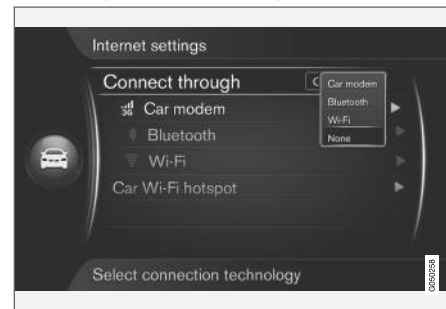 Internet settings
Connect through
C
Car modem
Bluetooth
Wi-Fi
None
3G
Car modem
Bluetooth
Wi-Fi
Car Wi-Fi hotspot
Select connection technology
G050258